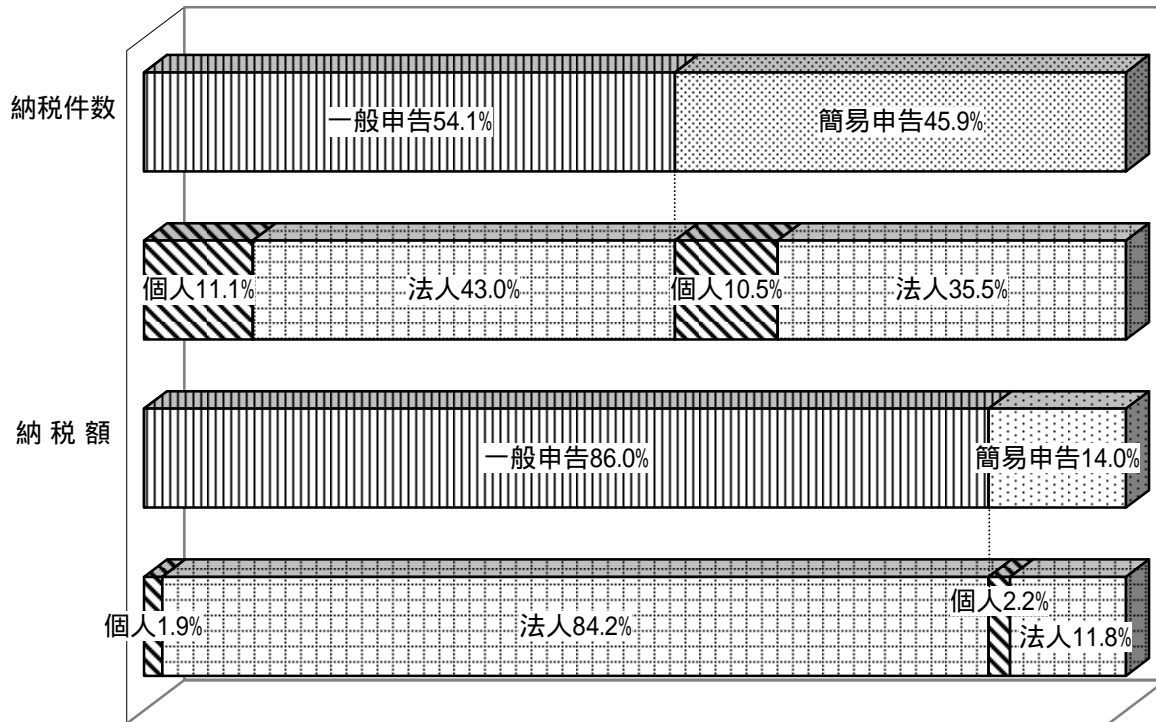 納税件数
一般申告54.1%
簡易申告45.9%
個人11.1%
法人43.0%
個人10.5%
法人35.5%
納税額
一般申告86.0%
簡易申告14.0%
個人1.9%
法人84.2%
個人2.2%
法人11.8%